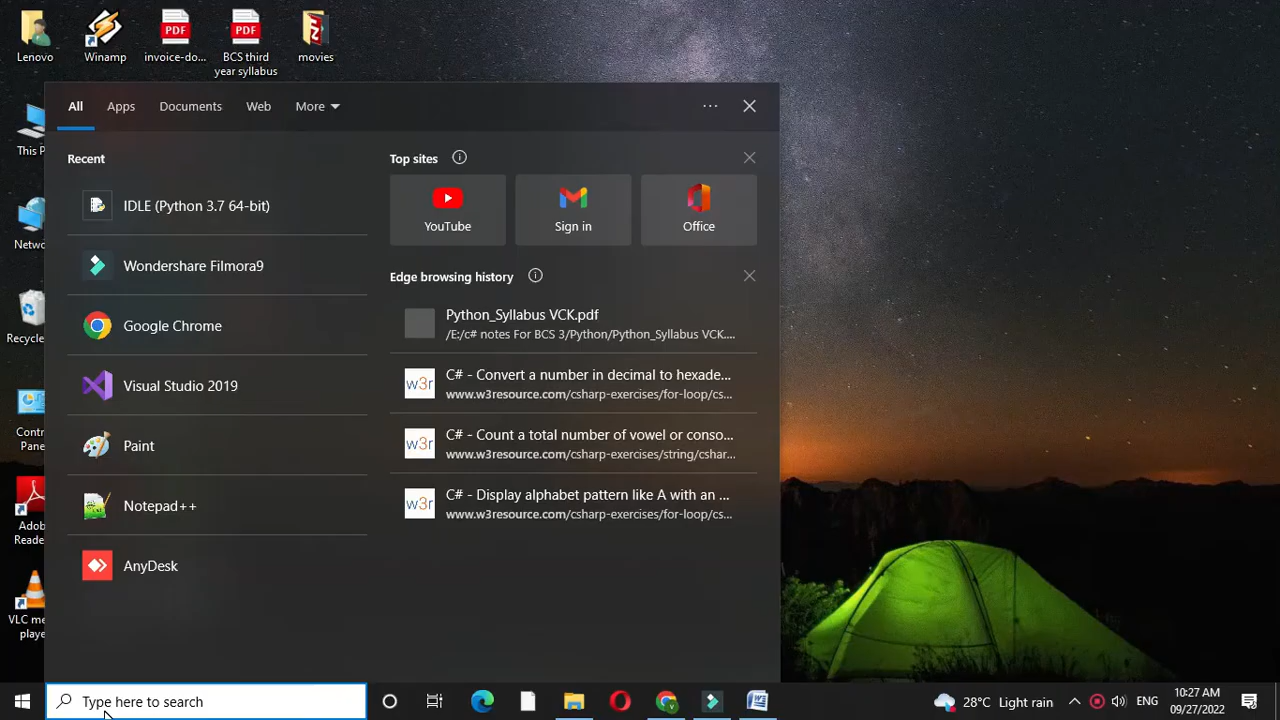 Lenovo
Winamp
invoice-do...
BCS third
year syllabus
movies
This P
Netwo
Recycle
Contr
Pane
Adob
Reade
VLC me
playe
All
Apps
Documents
Web
More
Recent
IDLE (Python 3.7 64-bit)
Wondershare Filmora9
Google Chrome
Visual Studio 2019
Paint
Notepad++
AnyDesk
Top sites
YouTube
Sign in
Office
Edge browsing history
Python_Syllabus VCK.pdf
/E:/c# notes For BCS 3/Python/Python_Syllabus VCK....
w3r
C# - Convert a number in decimal to hexade...
www.w3resource.com/csharp-exercises/for-loop/cs...
w3r
C# - Count a total number of vowel or conso...
www.w3resource.com/csharp-exercises/string/cshar...
w3r
C# - Display alphabet pattern like A with an ...
www.w3resource.com/csharp-exercises/for-loop/cs...
Type here to search
28°C Light rain
ENG
10:27 AM
09/27/2022